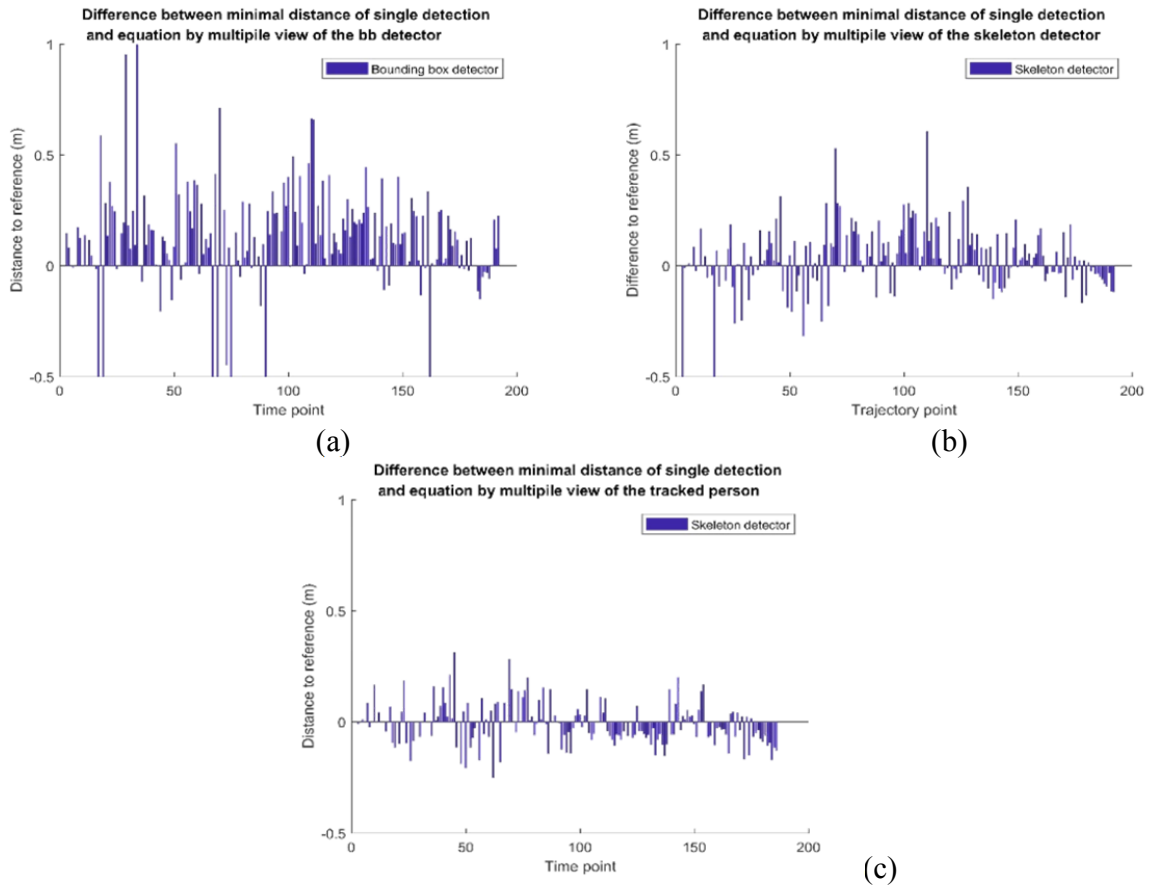 Difference between minimal distance of single detection
and equation by multipile view of the bb detector
1
Bounding box detector
0.5
Distance to reference (m)
0
-0.5
0
50
100
150
200
Time point
(a)
Difference between minimal distance of single detection
and equation by multipile view of the skeleton detector
1
Skeleton detector
0.5
Difference to reference (m)
0
-0.5
0
50
100
150
200
Trajectory point
(b)
Difference between minimal distance of single detection
and equation by multipile view of the tracked person
1
Skeleton detector
0.5
Distance to reference (m)
0
-0.5
0
50
100
150
200
Time point
(c)